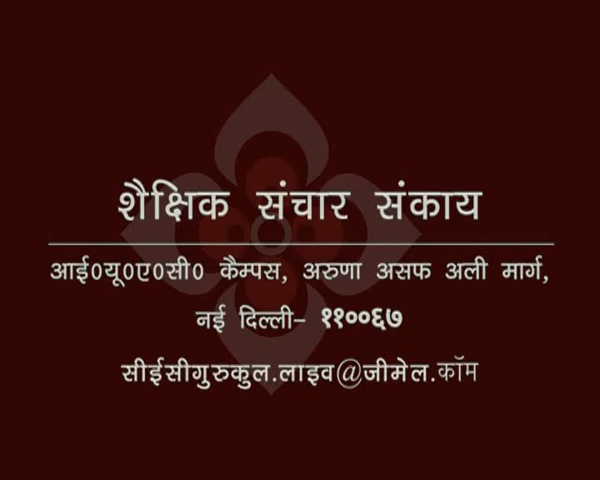 शैक्षिक संचार संकाय
आई०यू०ए०सी० कैम्पस, अरुणा असफ अली मार्ग,
नई दिल्ली- ११००६७
सीईसीगुरुकुल.लाइव@जीमेल.कॉम